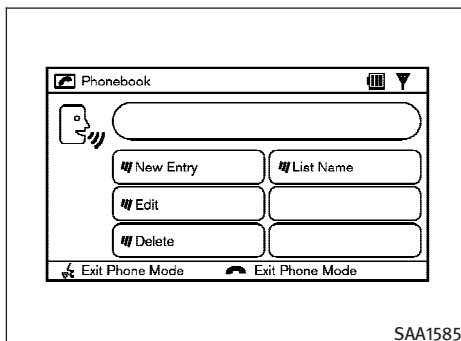 Phonebook
New Entry
List Name
Edit
Delete
Exit Phone Mode
Exit Phone Mode
SAA1585